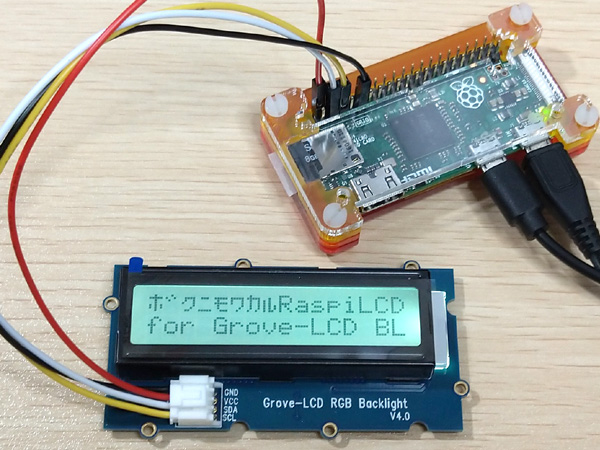 HDMI
ﾎﾞｸﾆﾓﾜｶﾙRaspiLCD
for Grove-LCD BL
GND
VCC
SDA
SCL
Grove-LCD RGB Backlight
V4.0